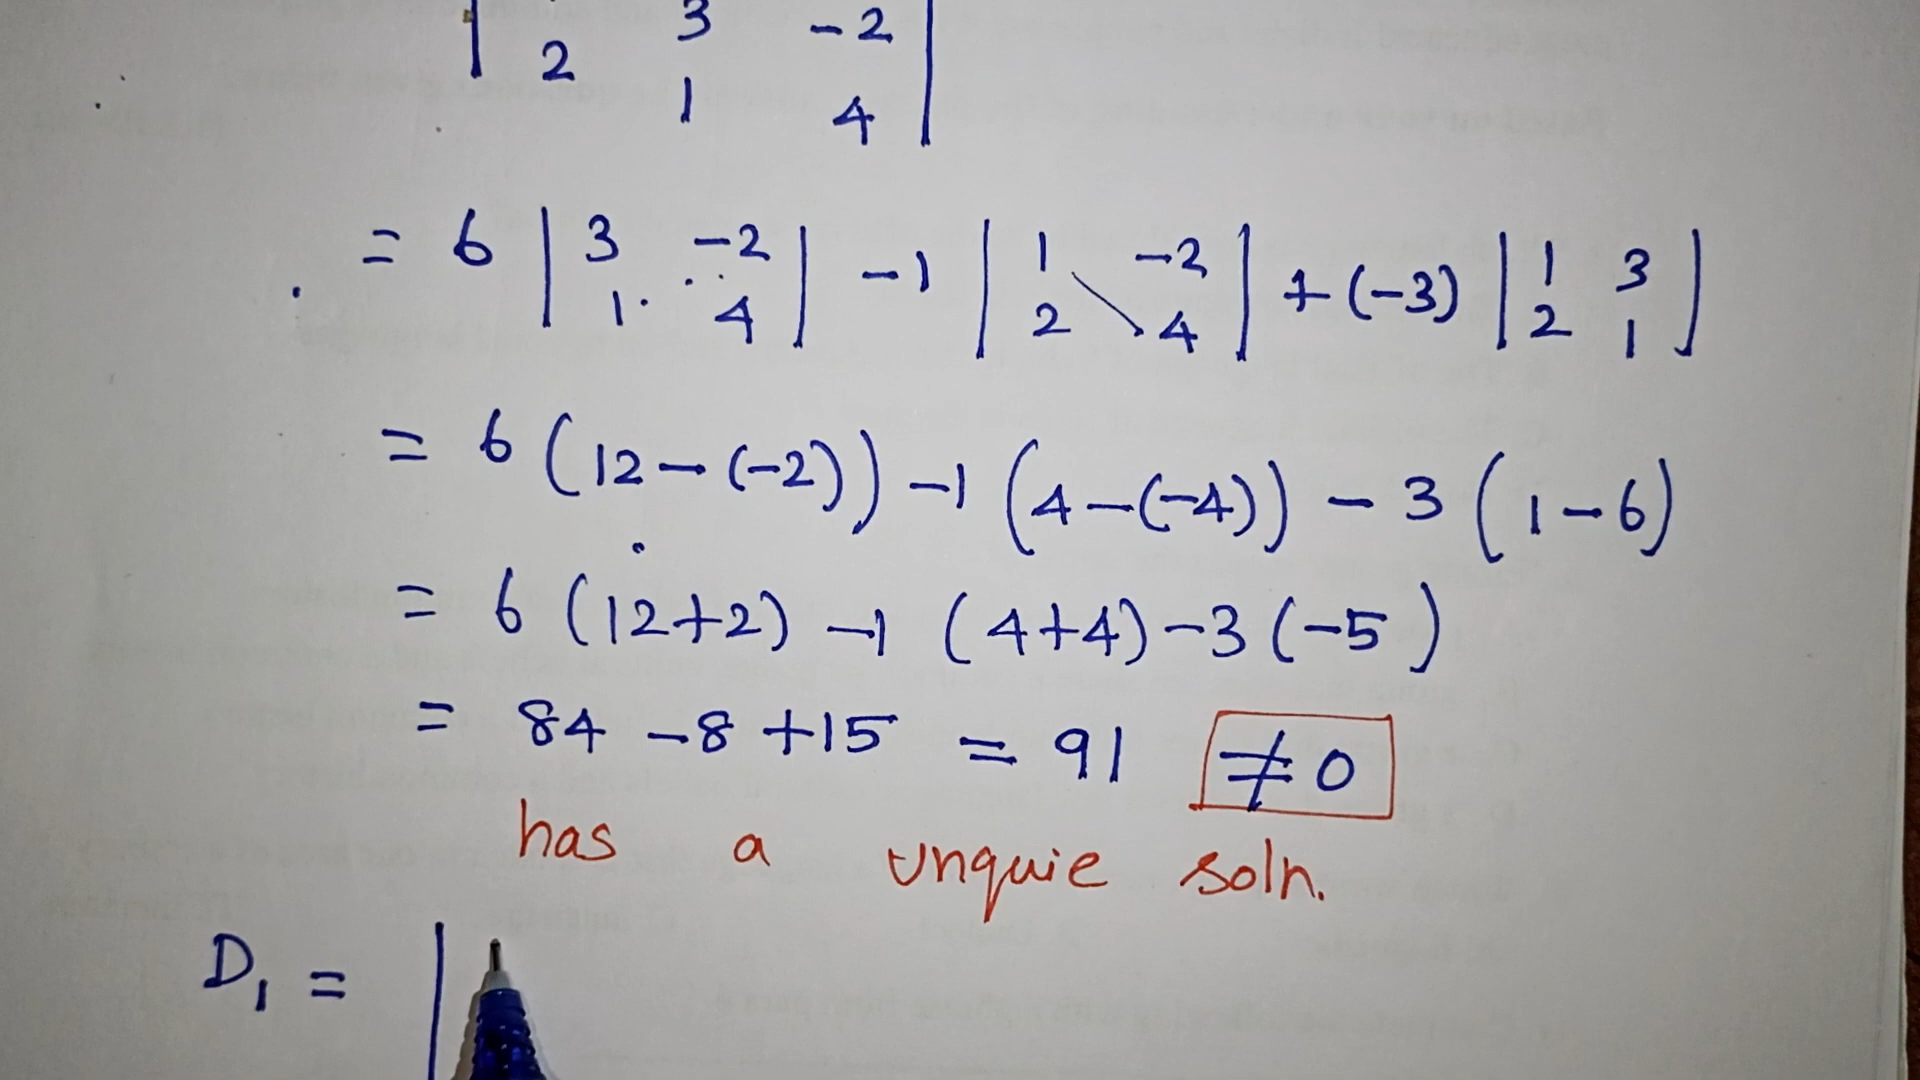 | 3 -2 |
2
1 4
= 6 | 3 -2 | -1 | 1 -2 | + (-3) | 1 3 |
1 4 2 4 2 1
= 6 (12 - (-2)) -1 (4 - (-4)) - 3 (1 - 6)
= 6 (12+2) -1 (4+4) -3 (-5)
= 84 -8 +15 = 91 ≠ 0
has a unquie soln.
D₁ = |